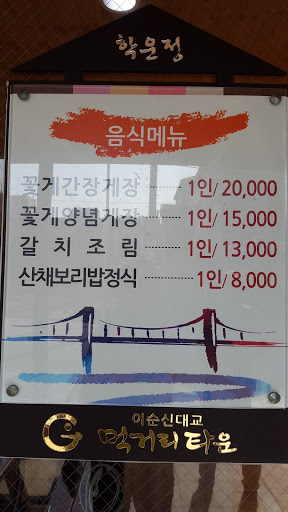 학운정
음식메뉴
꽃게간장게장 ········ 1인/ 20,000
꽃게양념게장 ········ 1인/ 15,000
갈 치 조 림 ········ 1인/ 13,000
산채보리밥정식 ········ 1인/ 8,000
이순신대교
먹거리타운